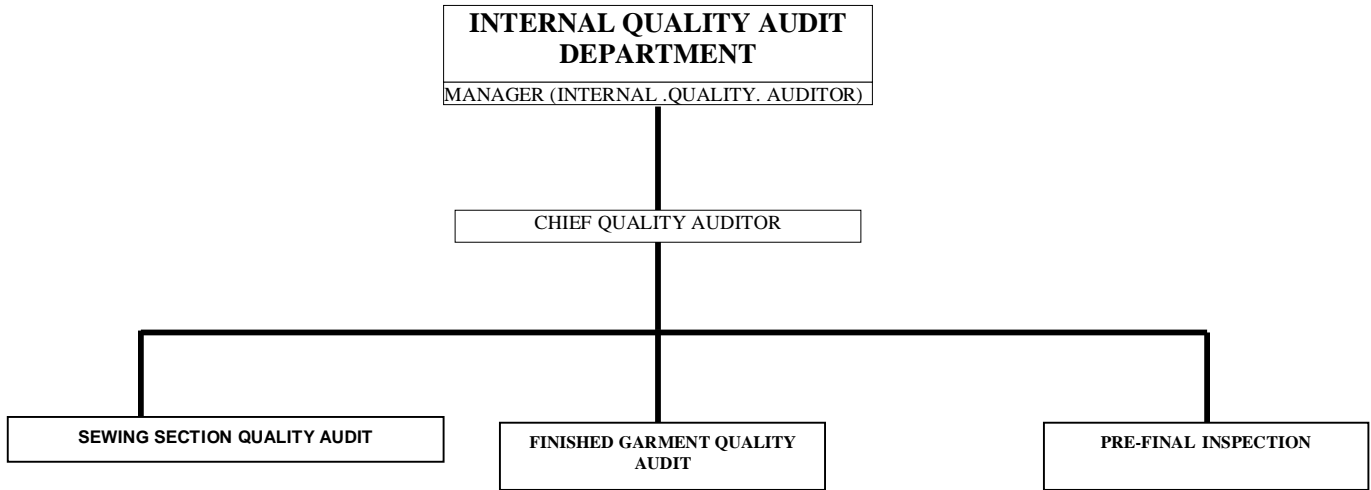 INTERNAL QUALITY AUDIT
DEPARTMENT
MANAGER (INTERNAL .QUALITY. AUDITOR)
CHIEF QUALITY AUDITOR
SEWING SECTION QUALITY AUDIT
FINISHED GARMENT QUALITY
AUDIT
PRE-FINAL INSPECTION